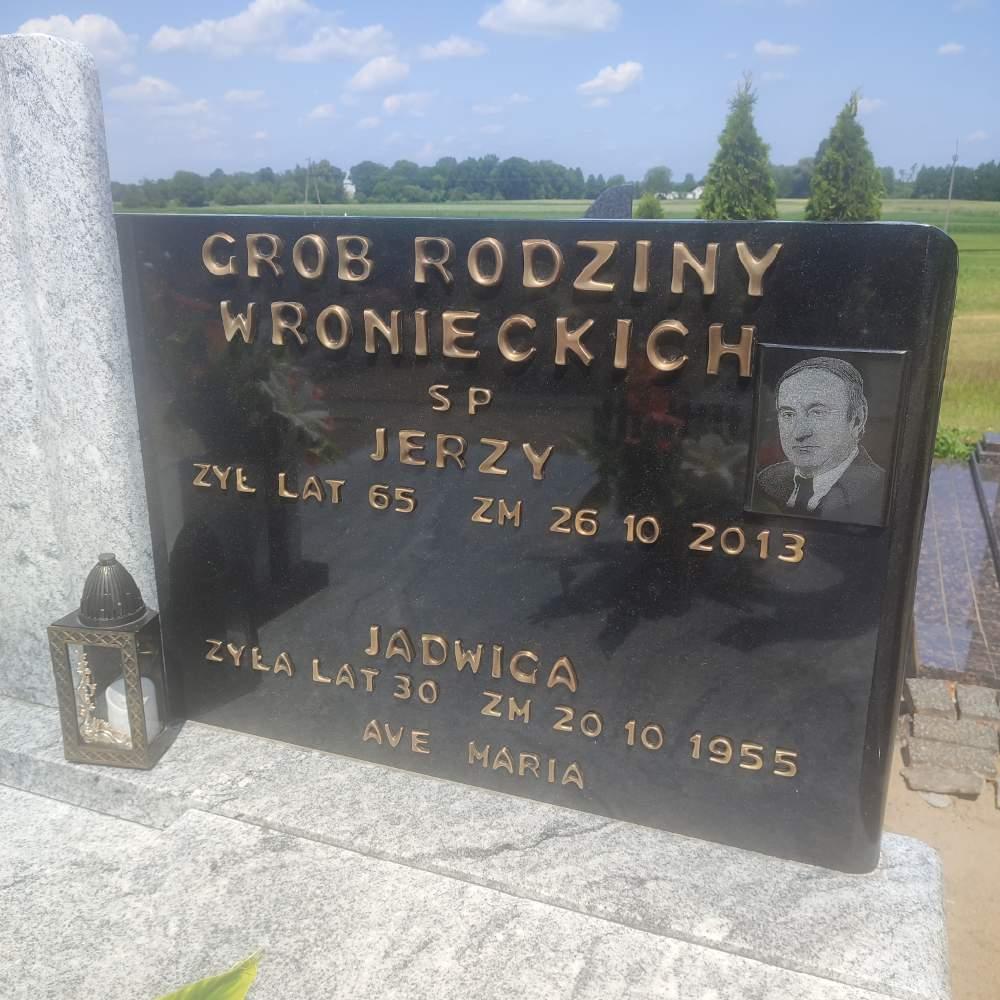 GROB RODZINY
WRONIECKICH
SP
JERZY
ZYŁ LAT 65 ZM 26 10 2013
JADWIGA
ZYŁA LAT 30 ZM 20 10 1955
AVE MARIA